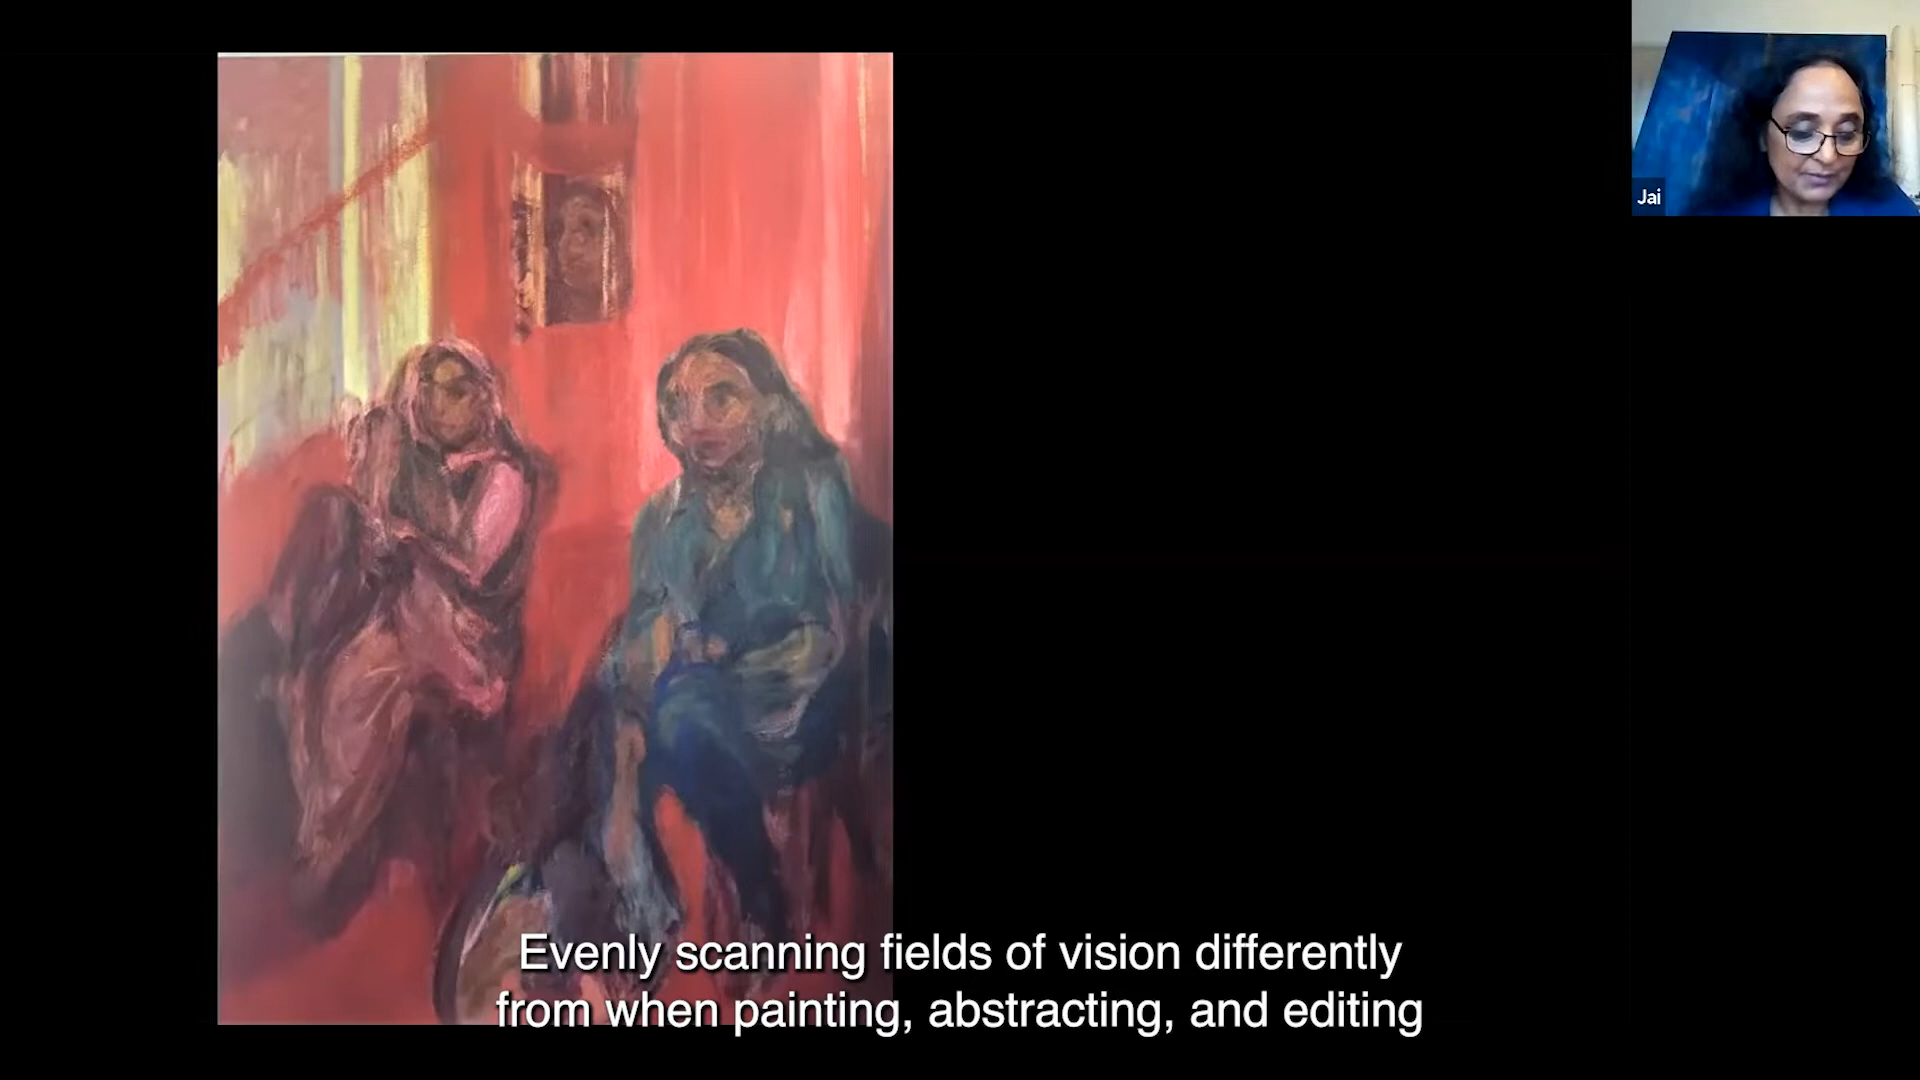 Jai
Evenly scanning fields of vision differently
from when painting, abstracting, and editing